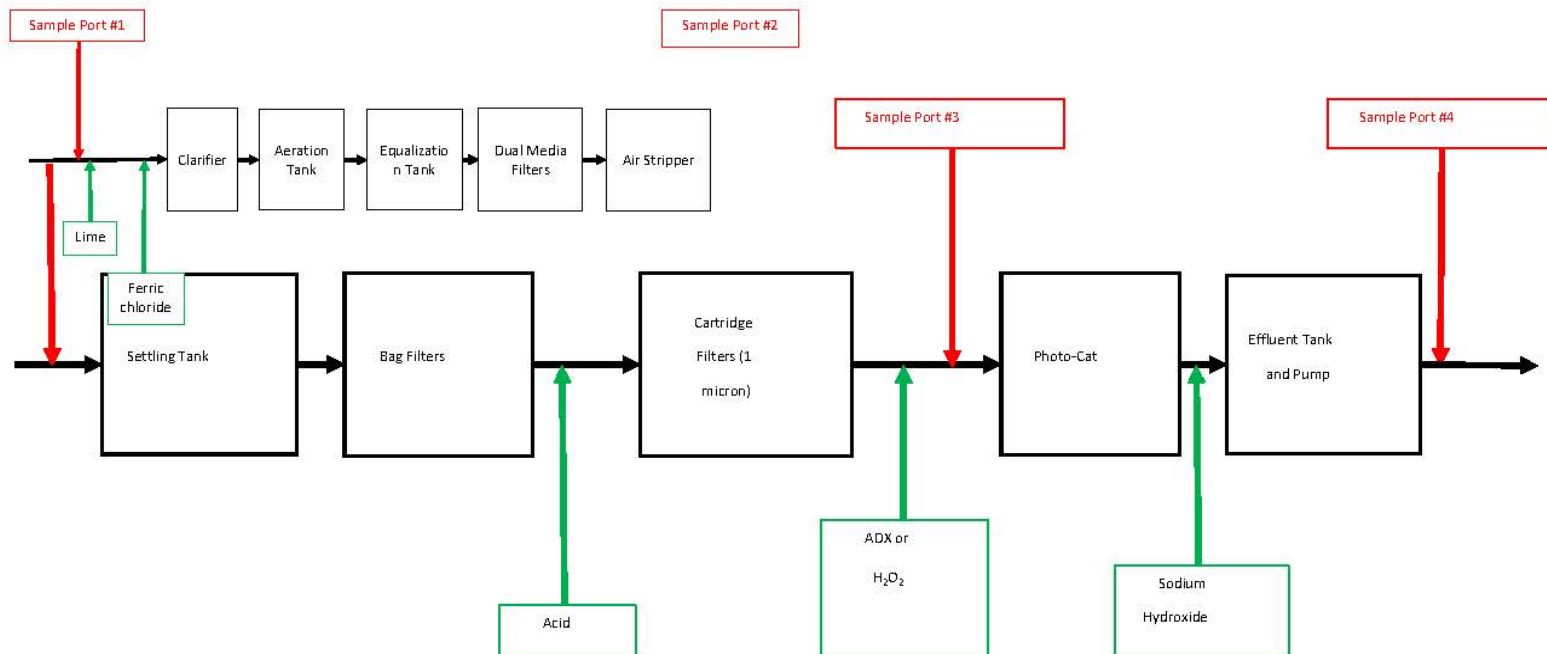 Sample Port #1
Sample Port #2
Sample Port #3
Sample Port #4
Clarifier
Aeration
Tank
Equalizatio
n Tank
Dual Media
Filters
Air Stripper
Lime
Ferric
chloride
Settling Tank
Bag Filters
Cartridge
Filters (1
micron)
Photo-Cat
Effluent Tank
and Pump
Acid
ADX or
H₂O₂
Sodium
Hydroxide